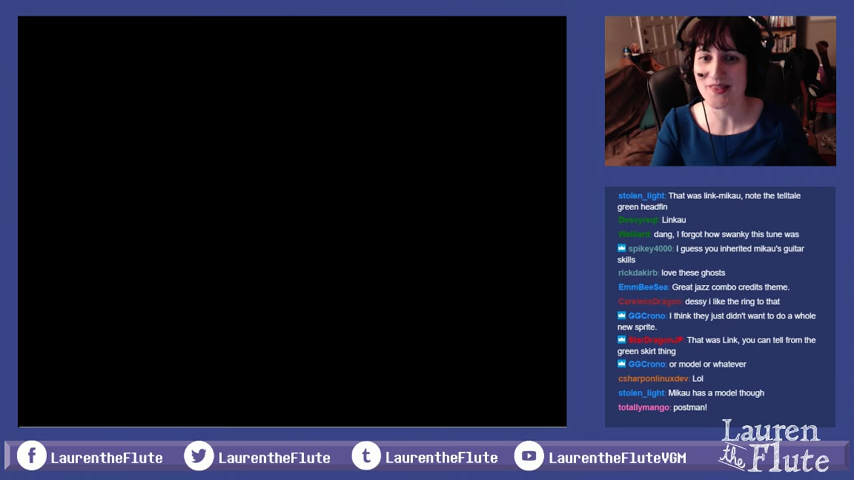 stolen_light: That was link-mikau, note the telltale
green headfin
Linkau
dang, I forgot how swanky this tune was
spikey4000: I guess you inherited mikau's guitar
skills
rickdakirb: love these ghosts
EmmBeeSea: Great jazz combo credits theme.
CarelessDragon: dessy i like the ring to that
GGCrono: I think they just didn't want to do a whole
new sprite.
StarDragonJP: That was Link, you can tell from the
green skirt thing
GGCrono: or model or whatever
csharponlinuxdev: Lol
stolen_light: Mikau has a model though
totallymango: postman!
Lauren
the Flute
LaurentheFlute
LaurentheFlute
LaurentheFlute
LaurentheFluteVGM